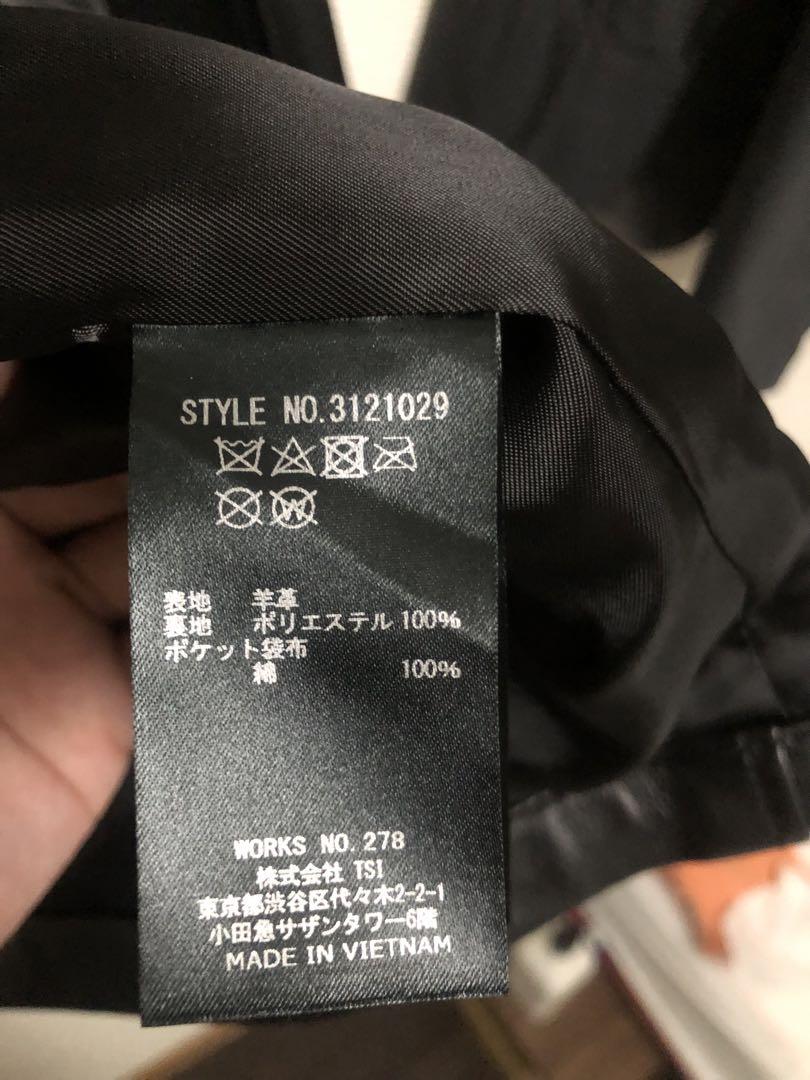 STYLE NO.3121029
表地 羊革
裏地 ポリエステル 100%
ポケット袋布
綿 100%
WORKS NO. 278
株式会社 TSI
東京都渋谷区代々木2-2-1
小田急サザンタワー6階
MADE IN VIETNAM